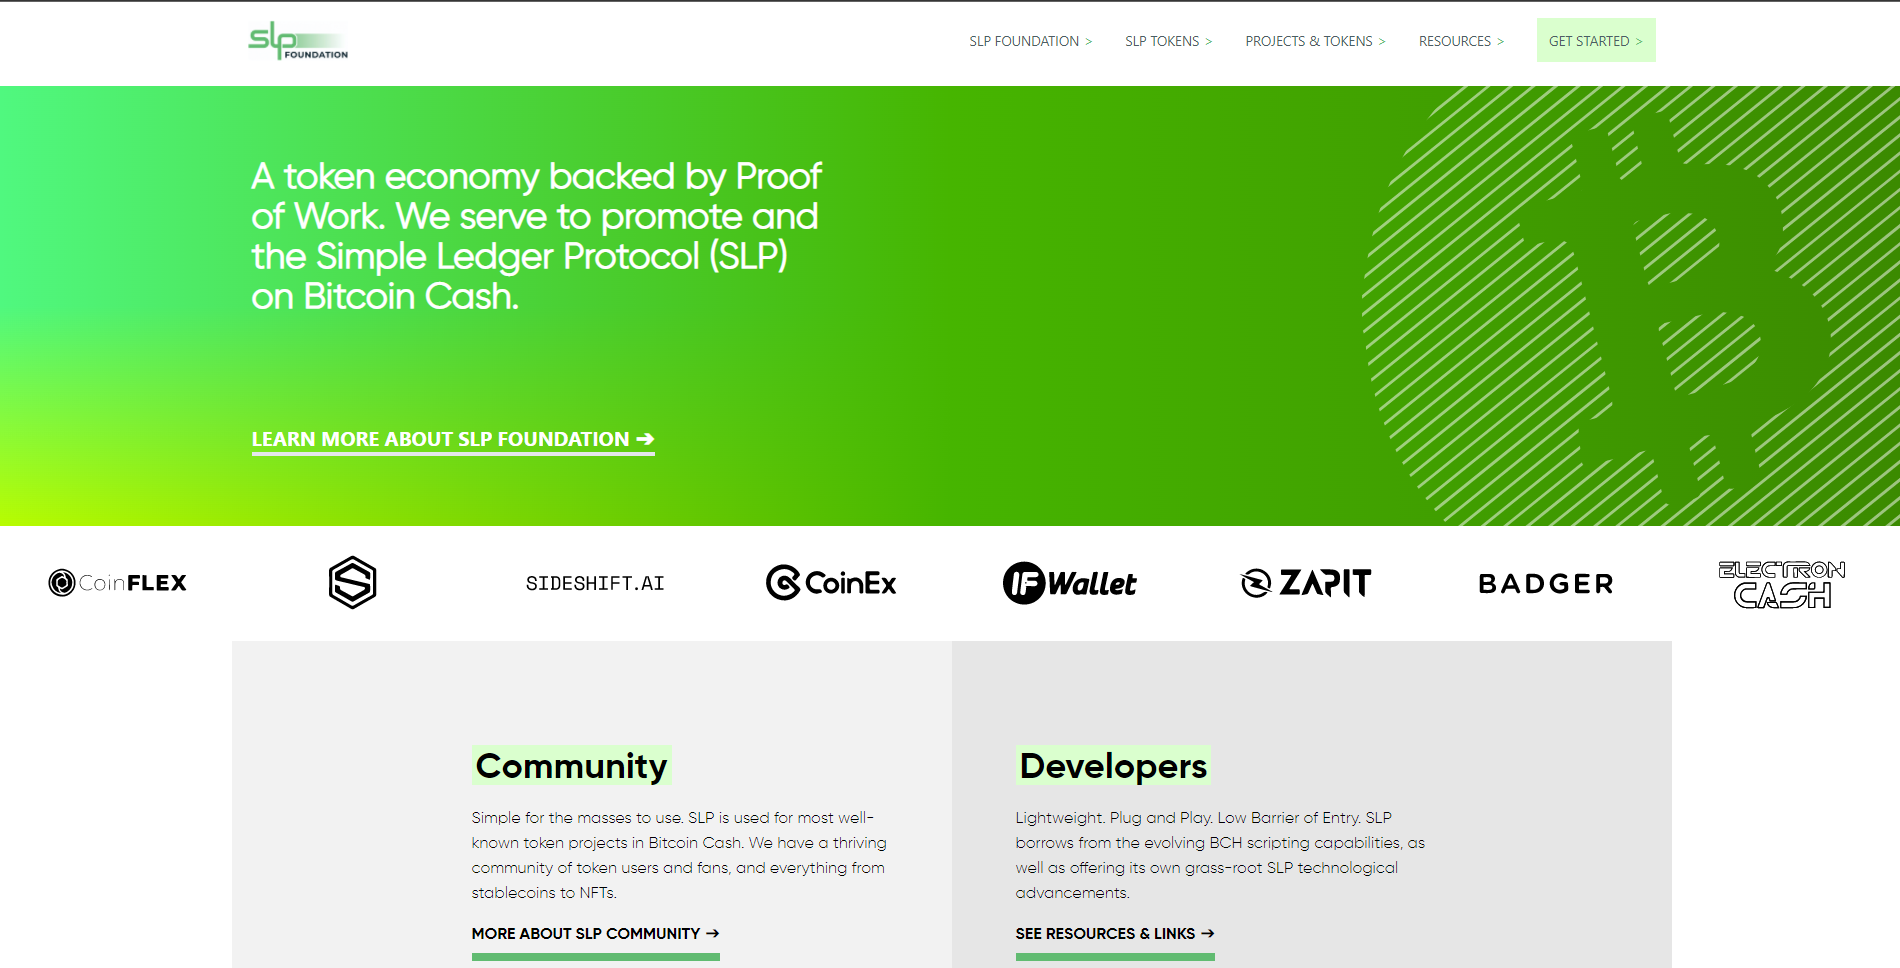 slp
FOUNDATION
SLP FOUNDATION >
SLP TOKENS >
PROJECTS & TOKENS >
RESOURCES >
GET STARTED >
A token economy backed by Proof
of Work. We serve to promote and
the Simple Ledger Protocol (SLP)
on Bitcoin Cash.
LEARN MORE ABOUT SLP FOUNDATION ➔
CoinFLEX
SIDESHIFT.AI
CoinEx
IFWallet
ZAPIT
BADGER
ELECTRON
CASH
Community
Simple for the masses to use. SLP is used for most well-
known token projects in Bitcoin Cash. We have a thriving
community of token users and fans, and everything from
stablecoins to NFTs.
MORE ABOUT SLP COMMUNITY →
Developers
Lightweight. Plug and Play. Low Barrier of Entry. SLP
borrows from the evolving BCH scripting capabilities, as
well as offering its own grass-root SLP technological
advancements.
SEE RESOURCES & LINKS →